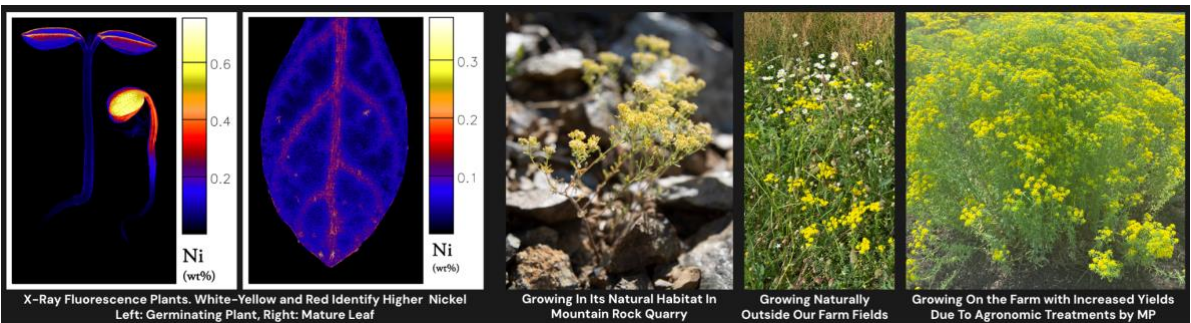 0.6
0.4
0.2
Ni
(wt%)
0.3
0.2
0.1
Ni
(wt%)
X-Ray Fluorescence Plants. White-Yellow and Red Identify Higher Nickel
Left: Germinating Plant, Right: Mature Leaf
Growing In Its Natural Habitat In
Mountain Rock Quarry
Growing Naturally
Outside Our Farm Fields
Growing On the Farm with Increased Yields
Due To Agronomic Treatments by MP